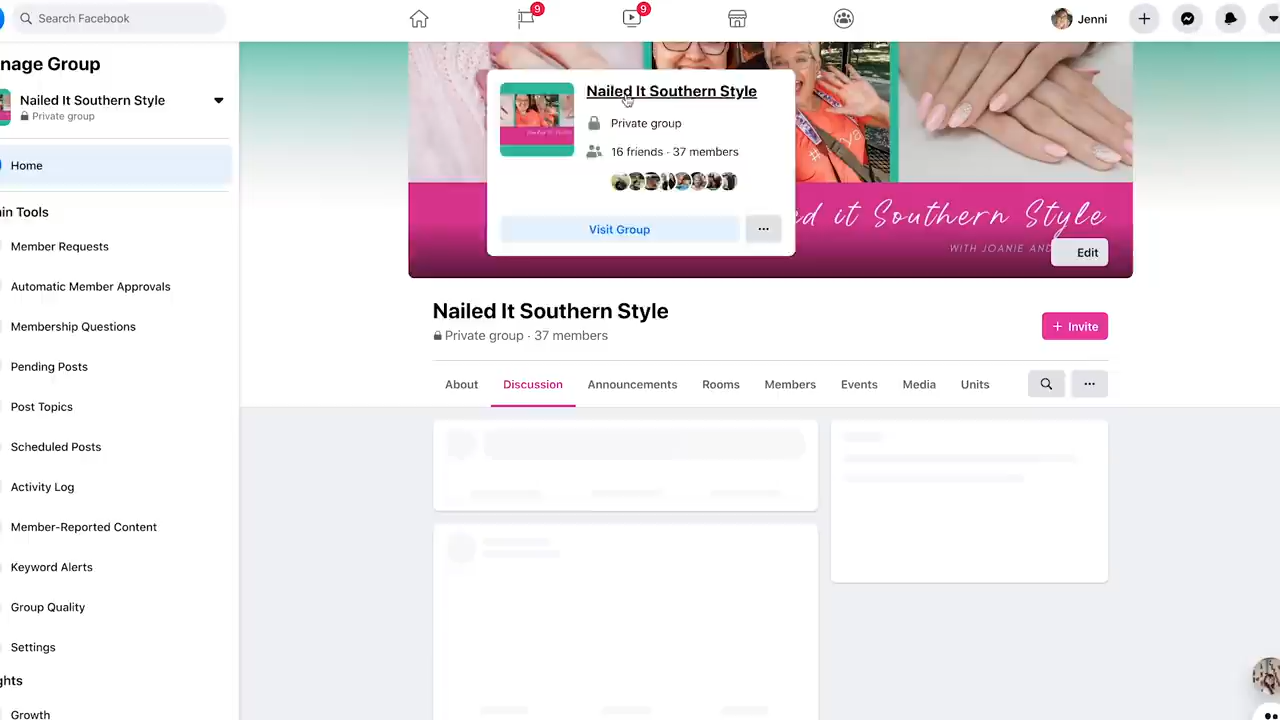 Search Facebook
9
9
Jenni
nage Group
Nailed It Southern Style
Private group
Home
in Tools
Member Requests
Automatic Member Approvals
Membership Questions
Pending Posts
Post Topics
Scheduled Posts
Activity Log
Member-Reported Content
Keyword Alerts
Group Quality
Settings
ghts
Growth
Nailed It Southern Style
Private group
16 friends · 37 members
Visit Group
ed it Southern Style
WITH JOANIE AND
Edit
Nailed It Southern Style
Private group · 37 members
+ Invite
About
Discussion
Announcements
Rooms
Members
Events
Media
Units